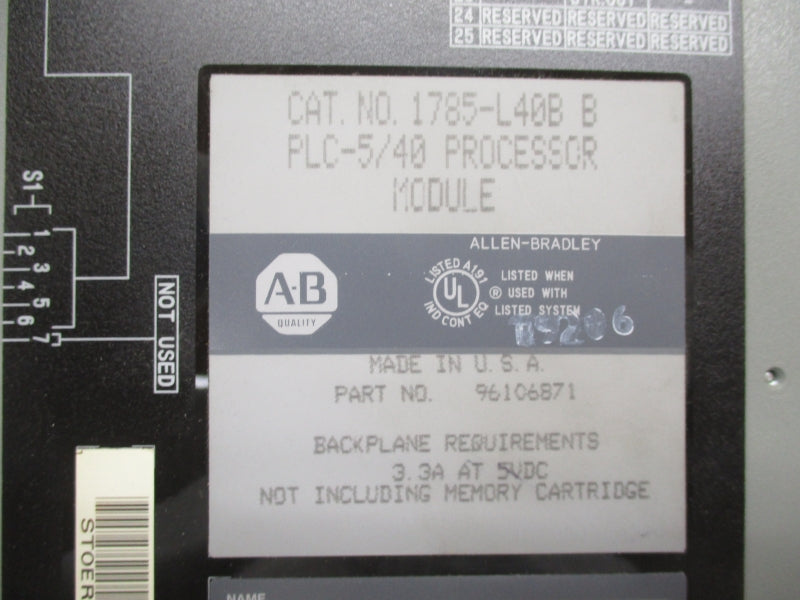 24 RESERVED RESERVED RESERVED
25 RESERVED RESERVED RESERVED
CAT. NO. 1785-L40B B
PLC-5/40 PROCESSOR
MODULE
S1
1
2
3
4
5
6
7
NOT USED
ALLEN-BRADLEY
A-B
QUALITY
LISTED A191
UL
IND CONT EQ
®
LISTED WHEN
USED WITH
LISTED SYSTEM
MADE IN U.S.A.
PART NO. 96106871
BACKPLANE REQUIREMENTS
3.3A AT 5VDC
NOT INCLUDING MEMORY CARTRIDGE
STOER
NAME